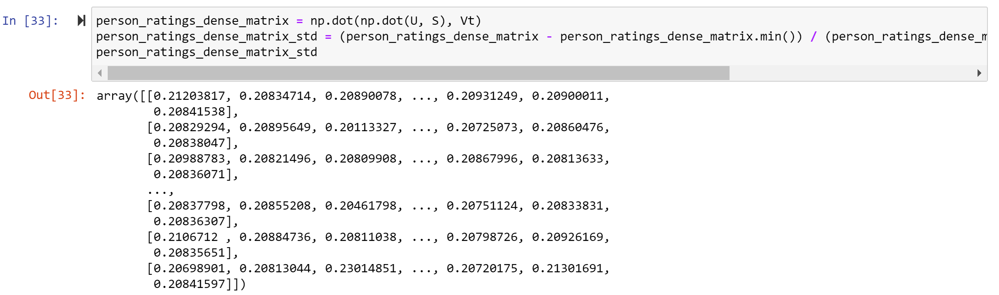 In [33]: person_ratings_dense_matrix = np.dot(np.dot(U, S), Vt)
person_ratings_dense_matrix_std = (person_ratings_dense_matrix - person_ratings_dense_matrix.min()) / (person_ratings_dense_m
person_ratings_dense_matrix_std
Out[33]: array([[0.21203817, 0.20834714, 0.20890078, ..., 0.20931249, 0.20900011,
0.20841538],
[0.20829294, 0.20895649, 0.20113327, ..., 0.20725073, 0.20860476,
0.20838047],
[0.20988783, 0.20821496, 0.20809908, ..., 0.20867996, 0.20813633,
0.20836071],
...,
[0.20837798, 0.20855208, 0.20461798, ..., 0.20751124, 0.20833831,
0.20836307],
[0.2106712 , 0.20884736, 0.20811038, ..., 0.20798726, 0.20926169,
0.20835651],
[0.20698901, 0.20813044, 0.23014851, ..., 0.20720175, 0.21301691,
0.20841597]])